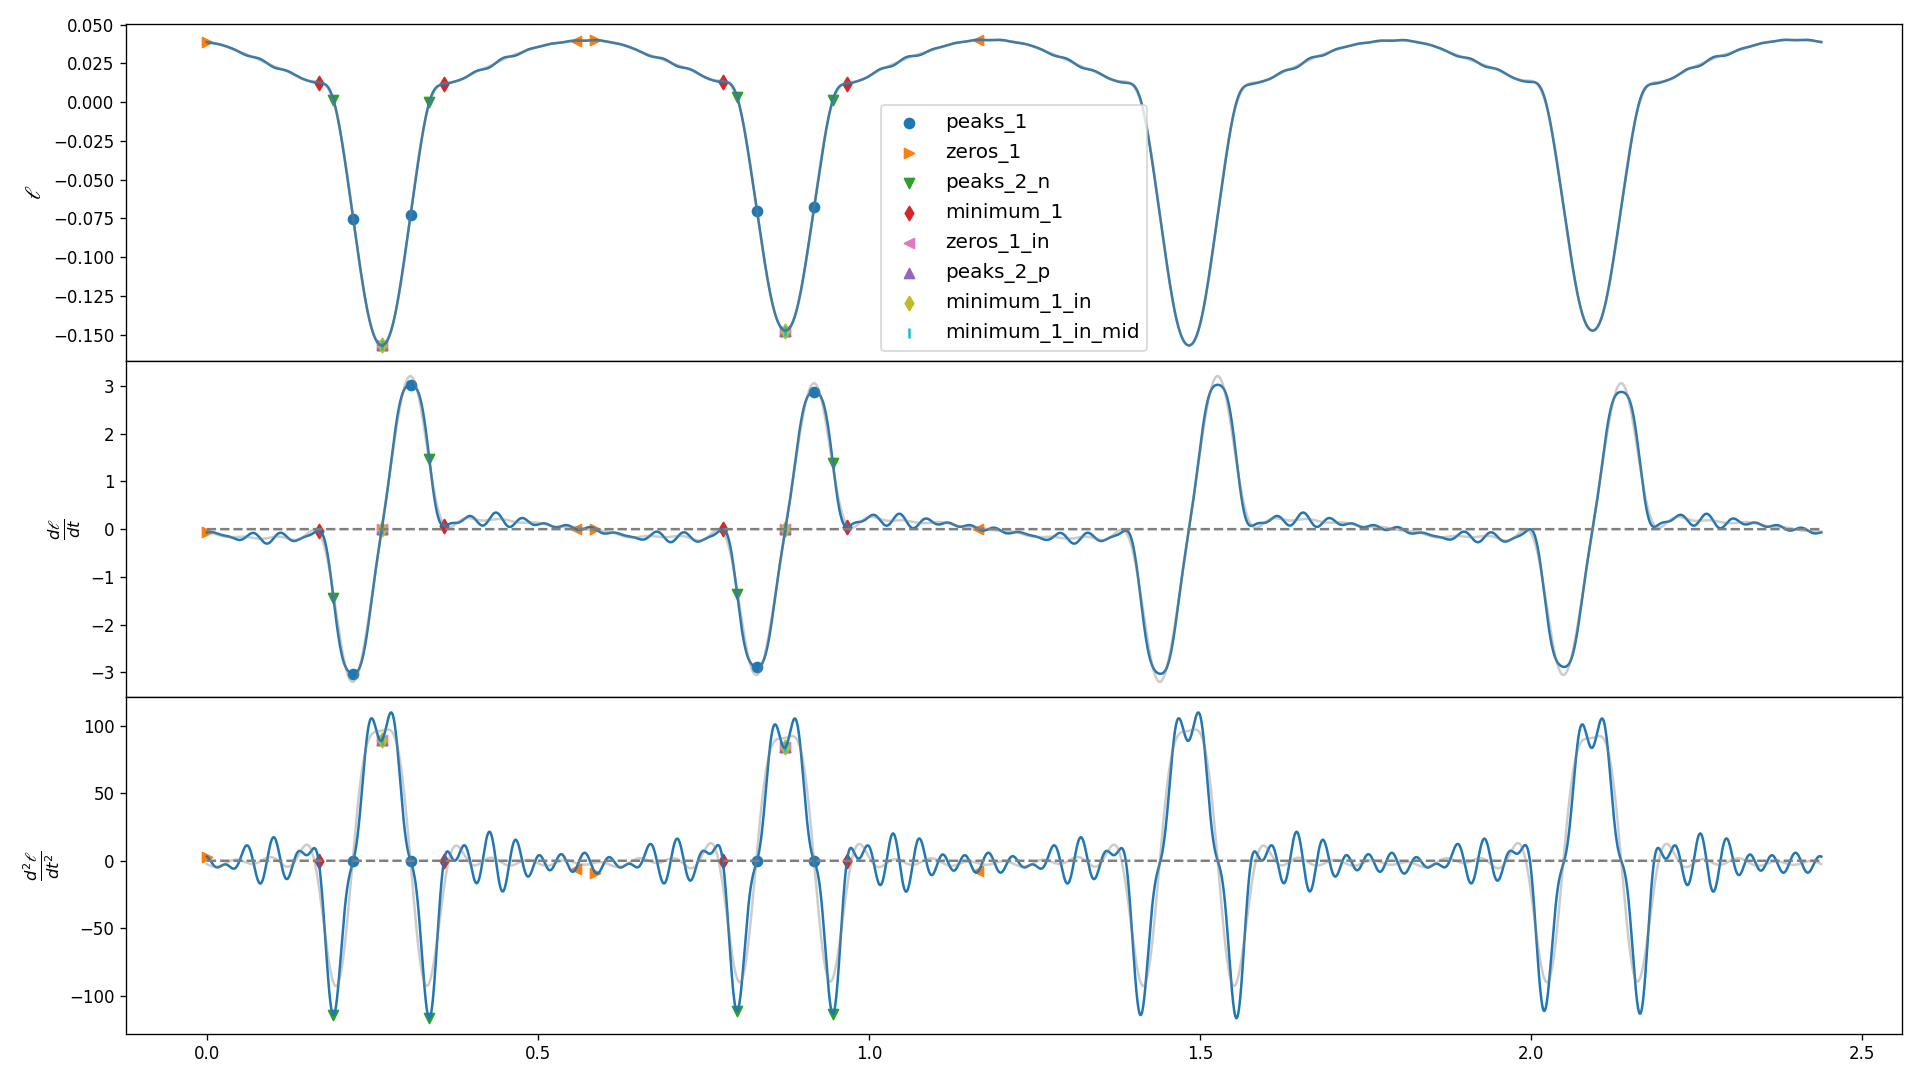 0.050
0.025
0.000
−0.025
−0.050
−0.075
−0.100
−0.125
−0.150
ℓ
peaks_1
zeros_1
peaks_2_n
minimum_1
zeros_1_in
peaks_2_p
minimum_1_in
minimum_1_in_mid
3
2
1
0
−1
−2
−3
dℓ
dt
100
50
0
−50
−100
d²ℓ
dt²
0.0 0.5 1.0 1.5 2.0 2.5